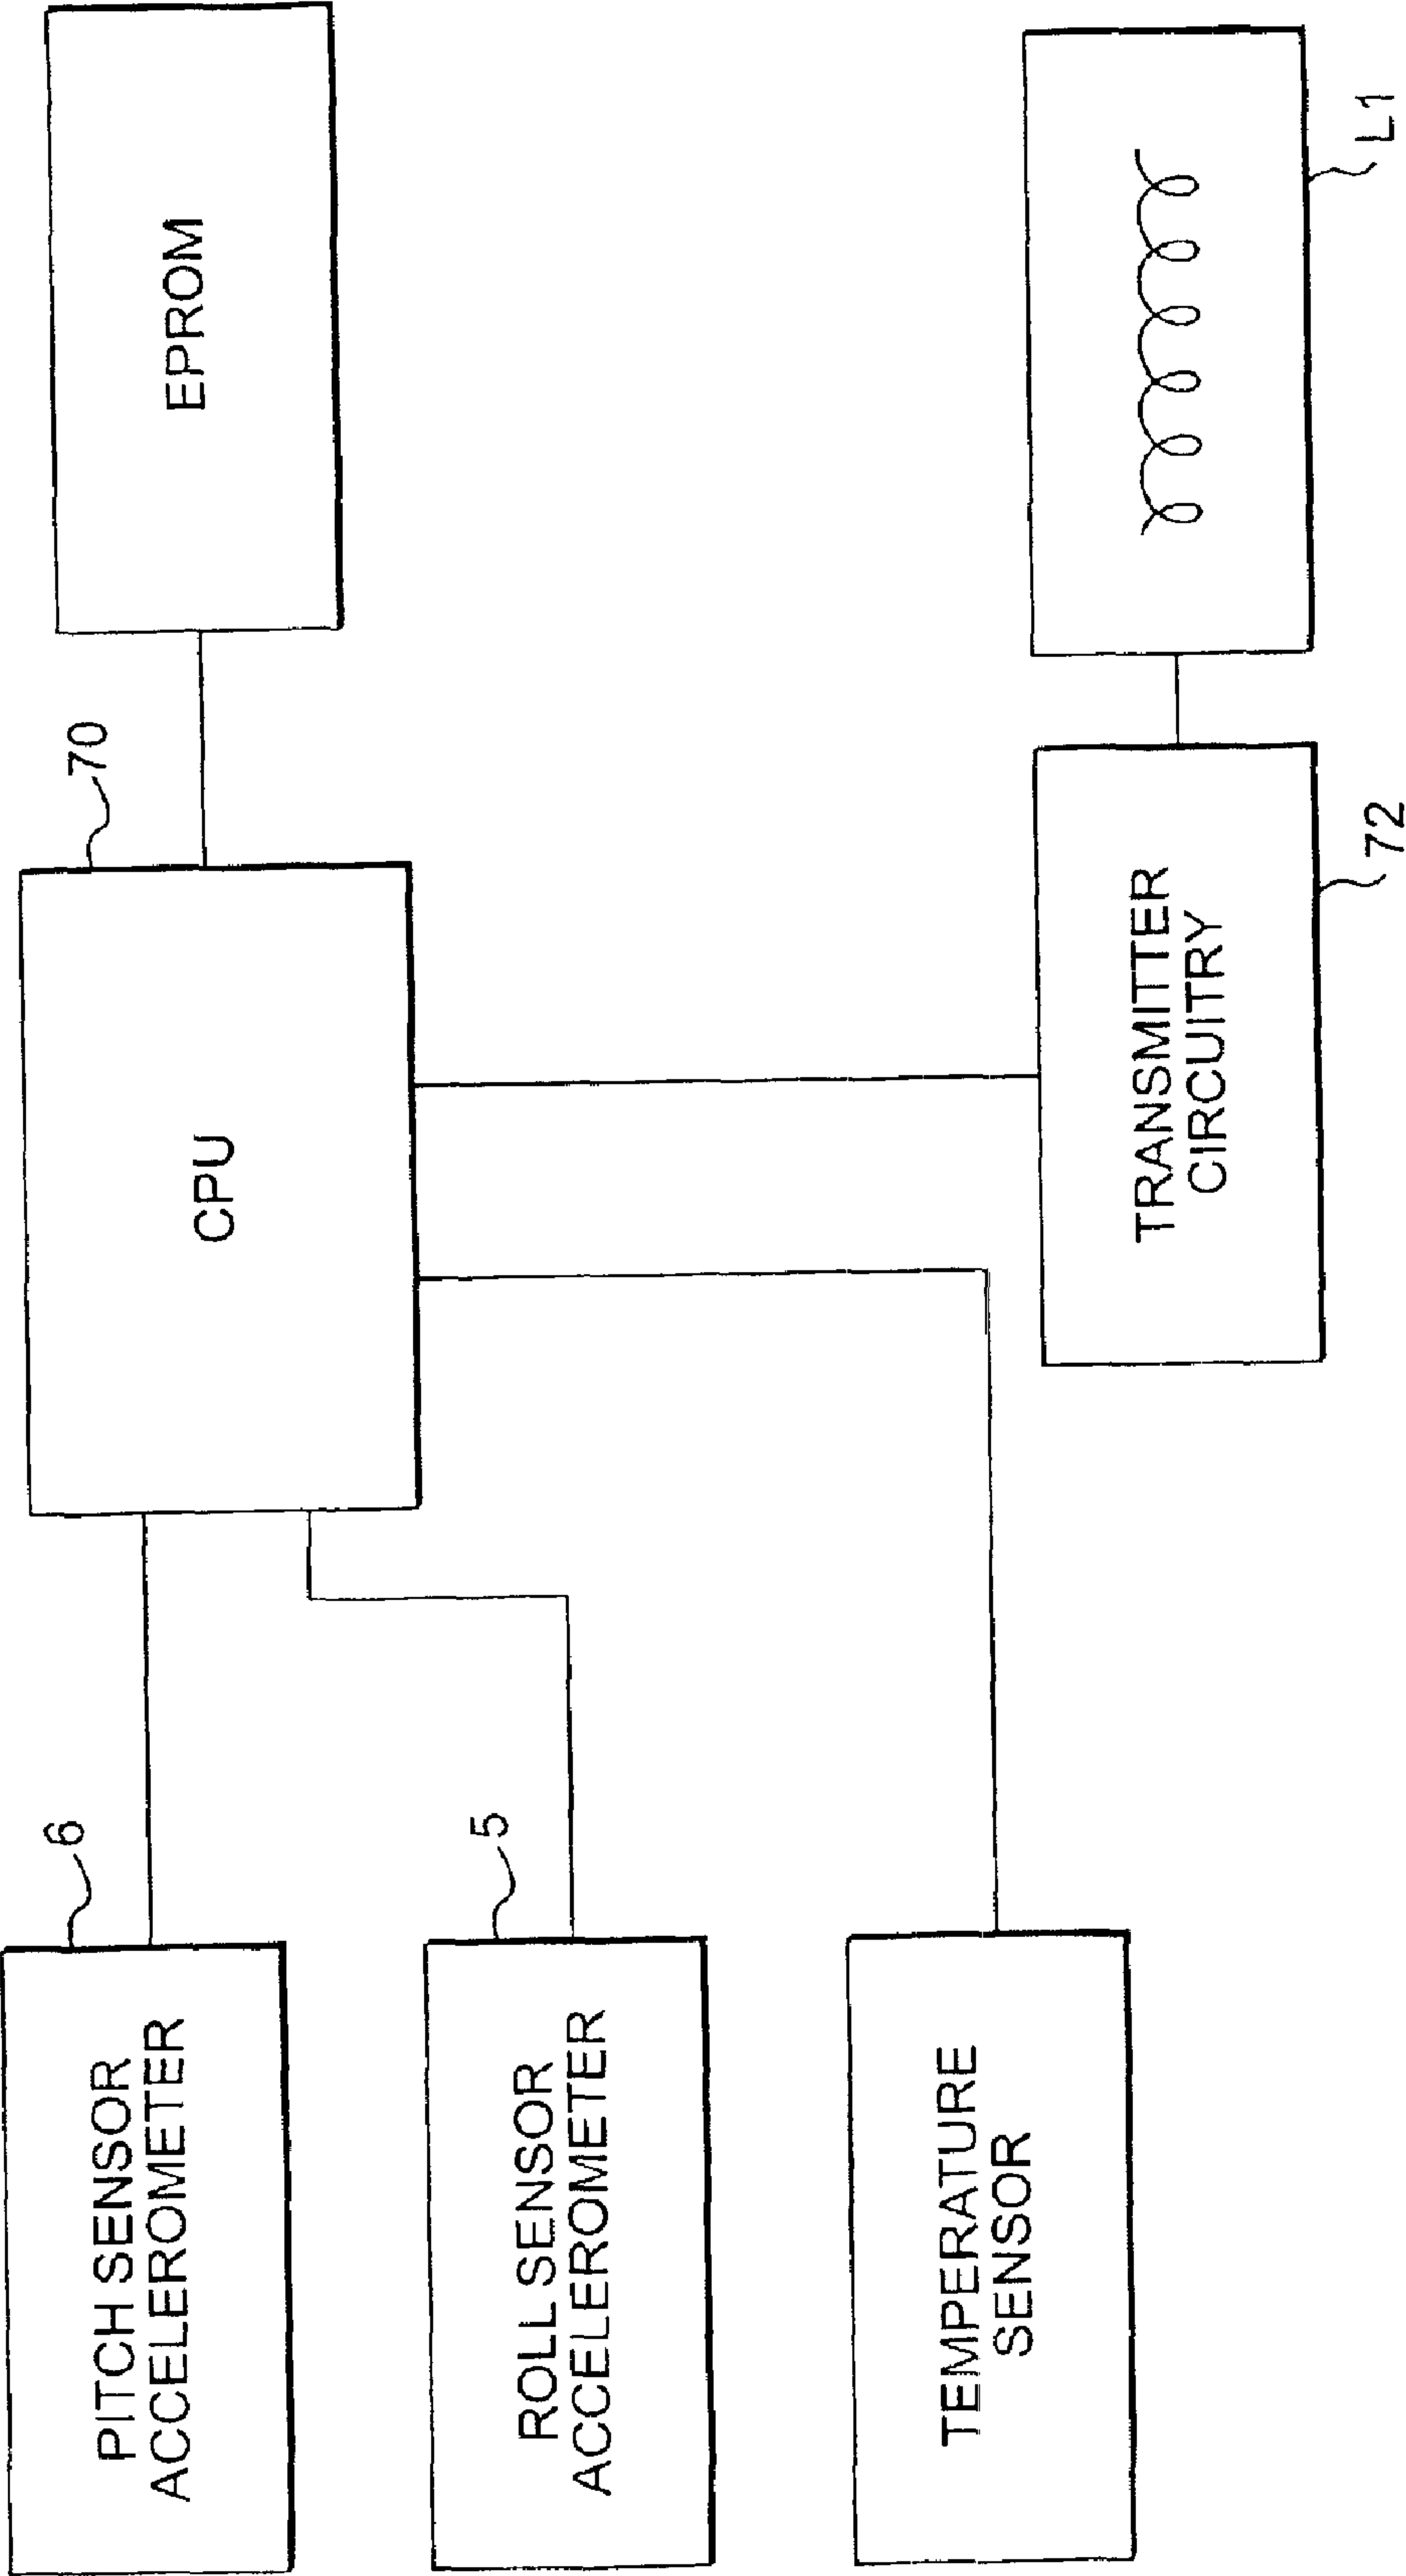 6
PITCH SENSOR
ACCELEROMETER
70
CPU
EPROM
5
ROLL SENSOR
ACCELEROMETER
TEMPERATURE
SENSOR
TRANSMITTER
CIRCUITRY
72
L1